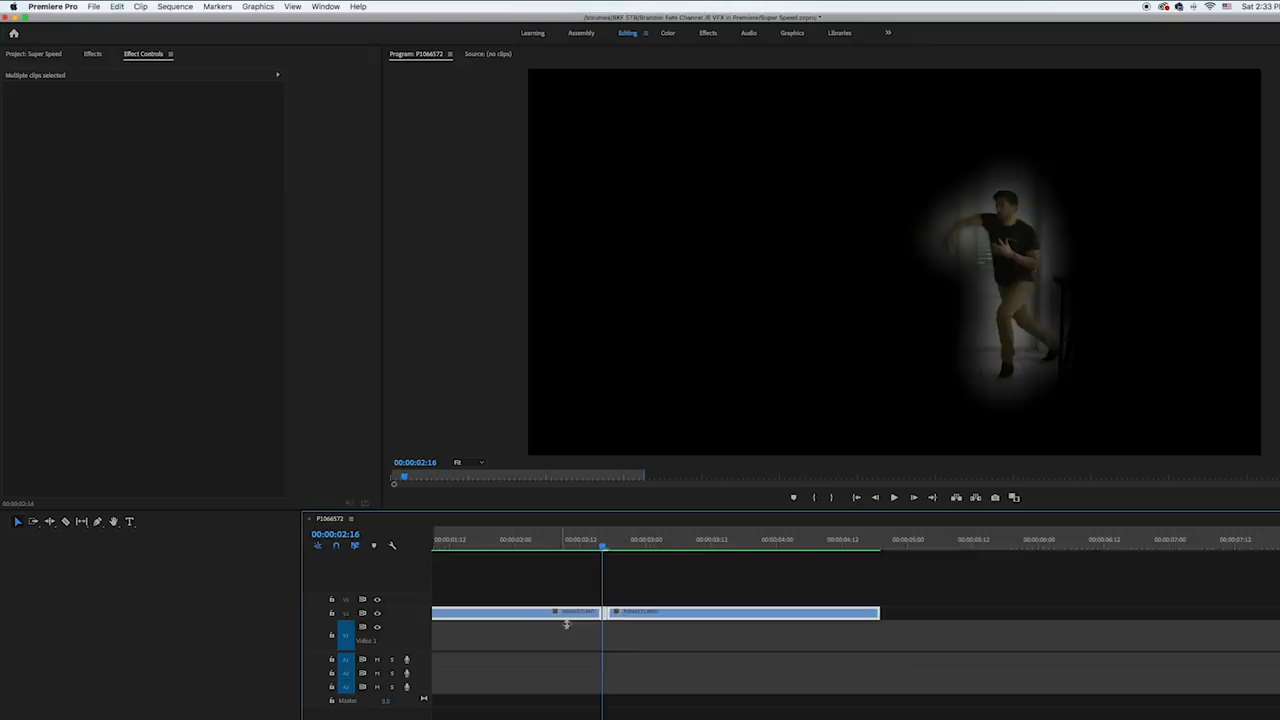 Premiere Pro File Edit Clip Sequence Markers Graphics View Window Help Sat 2:33 P
/Volumes/BKF STB/Brandon Fete Channel /6 VFX in Premiere/Super Speed.prproj *
Learning Assembly Editing Color Effects Audio Graphics Libraries
Project: Super Speed Effects Effect Controls Program: P1066572 Source: (no clips)
Multiple clips selected
00:00:02:16 Fit
00:00:02:16
P1066572
00:00:02:16
00:00:01:12 00:00:02:00 00:00:02:12 00:00:03:00 00:00:03:12 00:00:04:00 00:00:04:12 00:00:05:00 00:00:05:12 00:00:06:00 00:00:06:12 00:00:07:00 00:00:07:12
V3
V2
V1 Video 1
A1 M S
A2 M S
A3 M S
Master 0.0